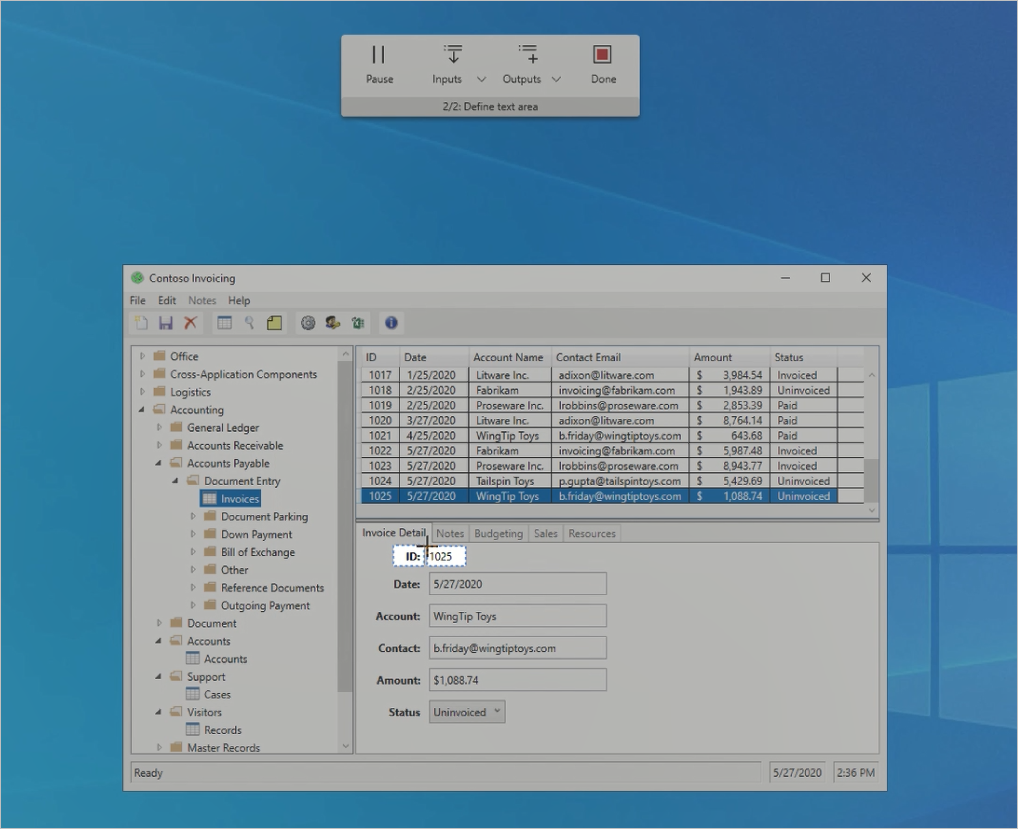 Pause Inputs Outputs Done
2/2: Define text area
Contoso Invoicing
File Edit Notes Help
Office
Cross-Application Components
Logistics
Accounting
General Ledger
Accounts Receivable
Accounts Payable
Document Entry
Invoices
Document Parking
Down Payment
Bill of Exchange
Other
Reference Documents
Outgoing Payment
Document
Accounts
Accounts
Support
Cases
Visitors
Records
Master Records
ID Date Account Name Contact Email Amount Status
1017 1/25/2020 Litware Inc. adixon@litware.com $ 3,984.54 Invoiced
1018 2/25/2020 Fabrikam invoicing@fabrikam.com $ 1,943.89 Uninvoiced
1019 2/25/2020 Proseware Inc. lrobbins@proseware.com $ 2,853.39 Paid
1020 3/27/2020 Litware Inc. adixon@litware.com $ 8,764.14 Paid
1021 4/25/2020 WingTip Toys b.friday@wingtiptoys.com $ 643.68 Paid
1022 5/27/2020 Fabrikam invoicing@fabrikam.com $ 5,987.48 Invoiced
1023 5/27/2020 Proseware Inc. lrobbins@proseware.com $ 8,943.77 Invoiced
1024 5/27/2020 Tailspin Toys p.gupta@tailspintoys.com $ 5,429.69 Uninvoiced
1025 5/27/2020 WingTip Toys b.friday@wingtiptoys.com $ 1,088.74 Uninvoiced
Invoice Detail Notes Budgeting Sales Resources
ID: 1025
Date: 5/27/2020
Account: WingTip Toys
Contact: b.friday@wingtiptoys.com
Amount: $1,088.74
Status Uninvoiced
Ready 5/27/2020 2:36 PM